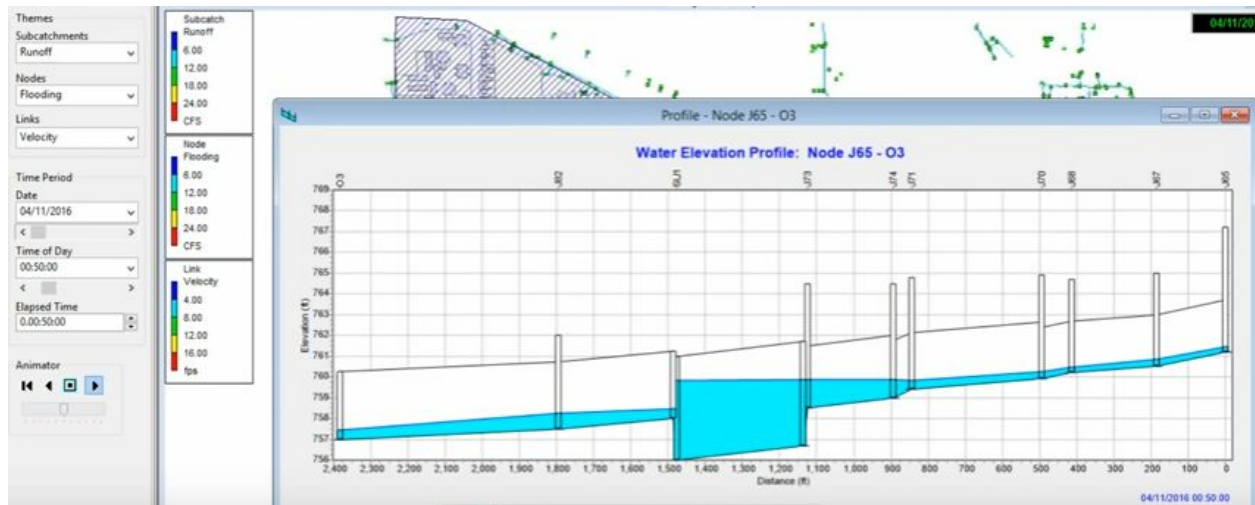 Themes
Subcatchments
Runoff
Nodes
Flooding
Links
Velocity
Time Period
Date
04/11/2016
Time of Day
00:50:00
Elapsed Time
0.00:50:00
Animator
Subcatch
Runoff
6.00
12.00
18.00
24.00
CFS
Node
Flooding
6.00
12.00
18.00
24.00
CFS
Link
Velocity
4.00
8.00
12.00
16.00
fps
04/11/20
Profile - Node J65 - O3
Water Elevation Profile: Node J65 - O3
O3 J82 SU1 J73 J74 J71 J70 J68 J67 J65
769
768
767
766
765
764
763
762
761
760
759
758
757
756
Elevation (ft)
2,400 2,300 2,200 2,100 2,000 1,900 1,800 1,700 1,600 1,500 1,400 1,300 1,200 1,100 1,000 900 800 700 600 500 400 300 200 100 0
Distance (ft)
04/11/2016 00:50:00